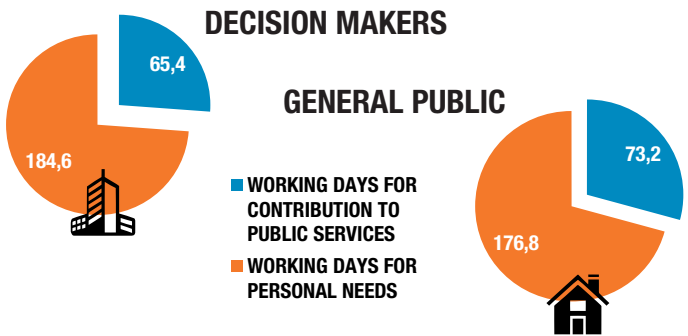 DECISION MAKERS
65,4
184,6
GENERAL PUBLIC
73,2
176,8
WORKING DAYS FOR
CONTRIBUTION TO
PUBLIC SERVICES
WORKING DAYS FOR
PERSONAL NEEDS